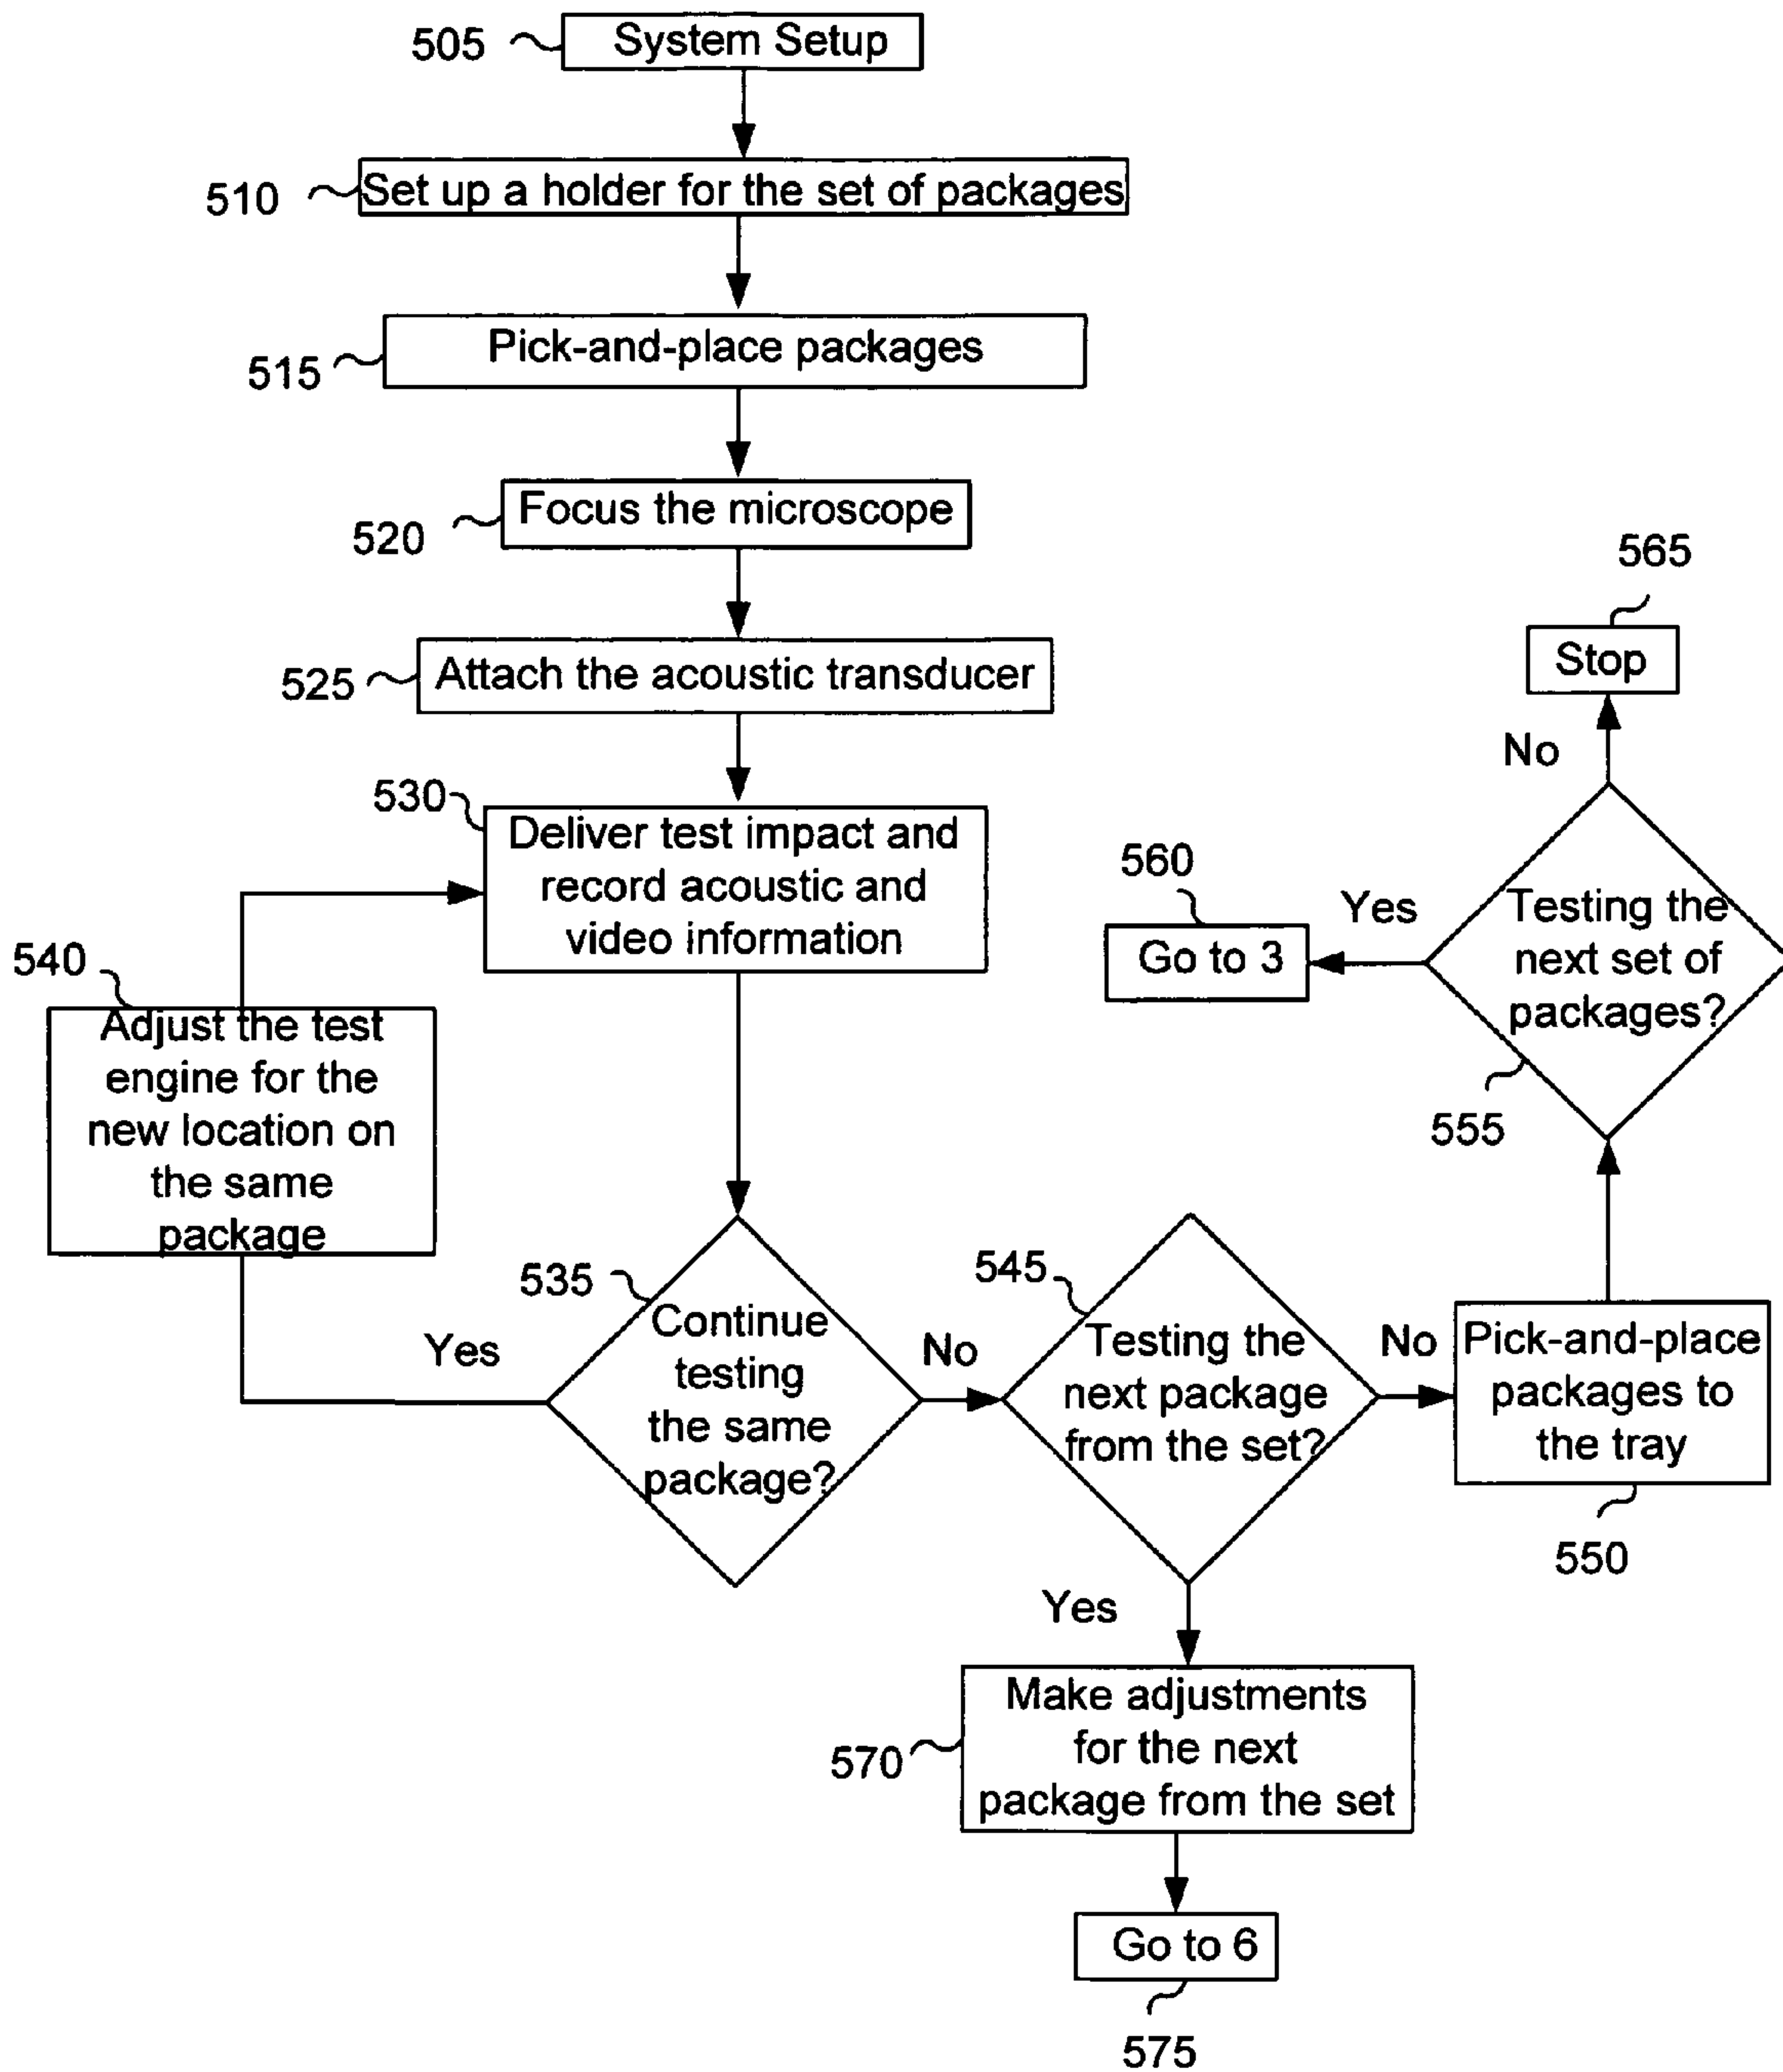 505
System Setup
510
Set up a holder for the set of packages
515
Pick-and-place packages
520
Focus the microscope
525
Attach the acoustic transducer
530
Deliver test impact and
record acoustic and
video information
540
Adjust the test
engine for the
new location on
the same
package
535
Continue
testing
the same
package?
Yes
No
545
Testing the
next package
from the set?
No
Yes
Pick-and-place
packages to
the tray
550
555
Testing the
next set of
packages?
Yes
No
560
Go to 3
565
Stop
570
Make adjustments
for the next
package from the set
Go to 6
575